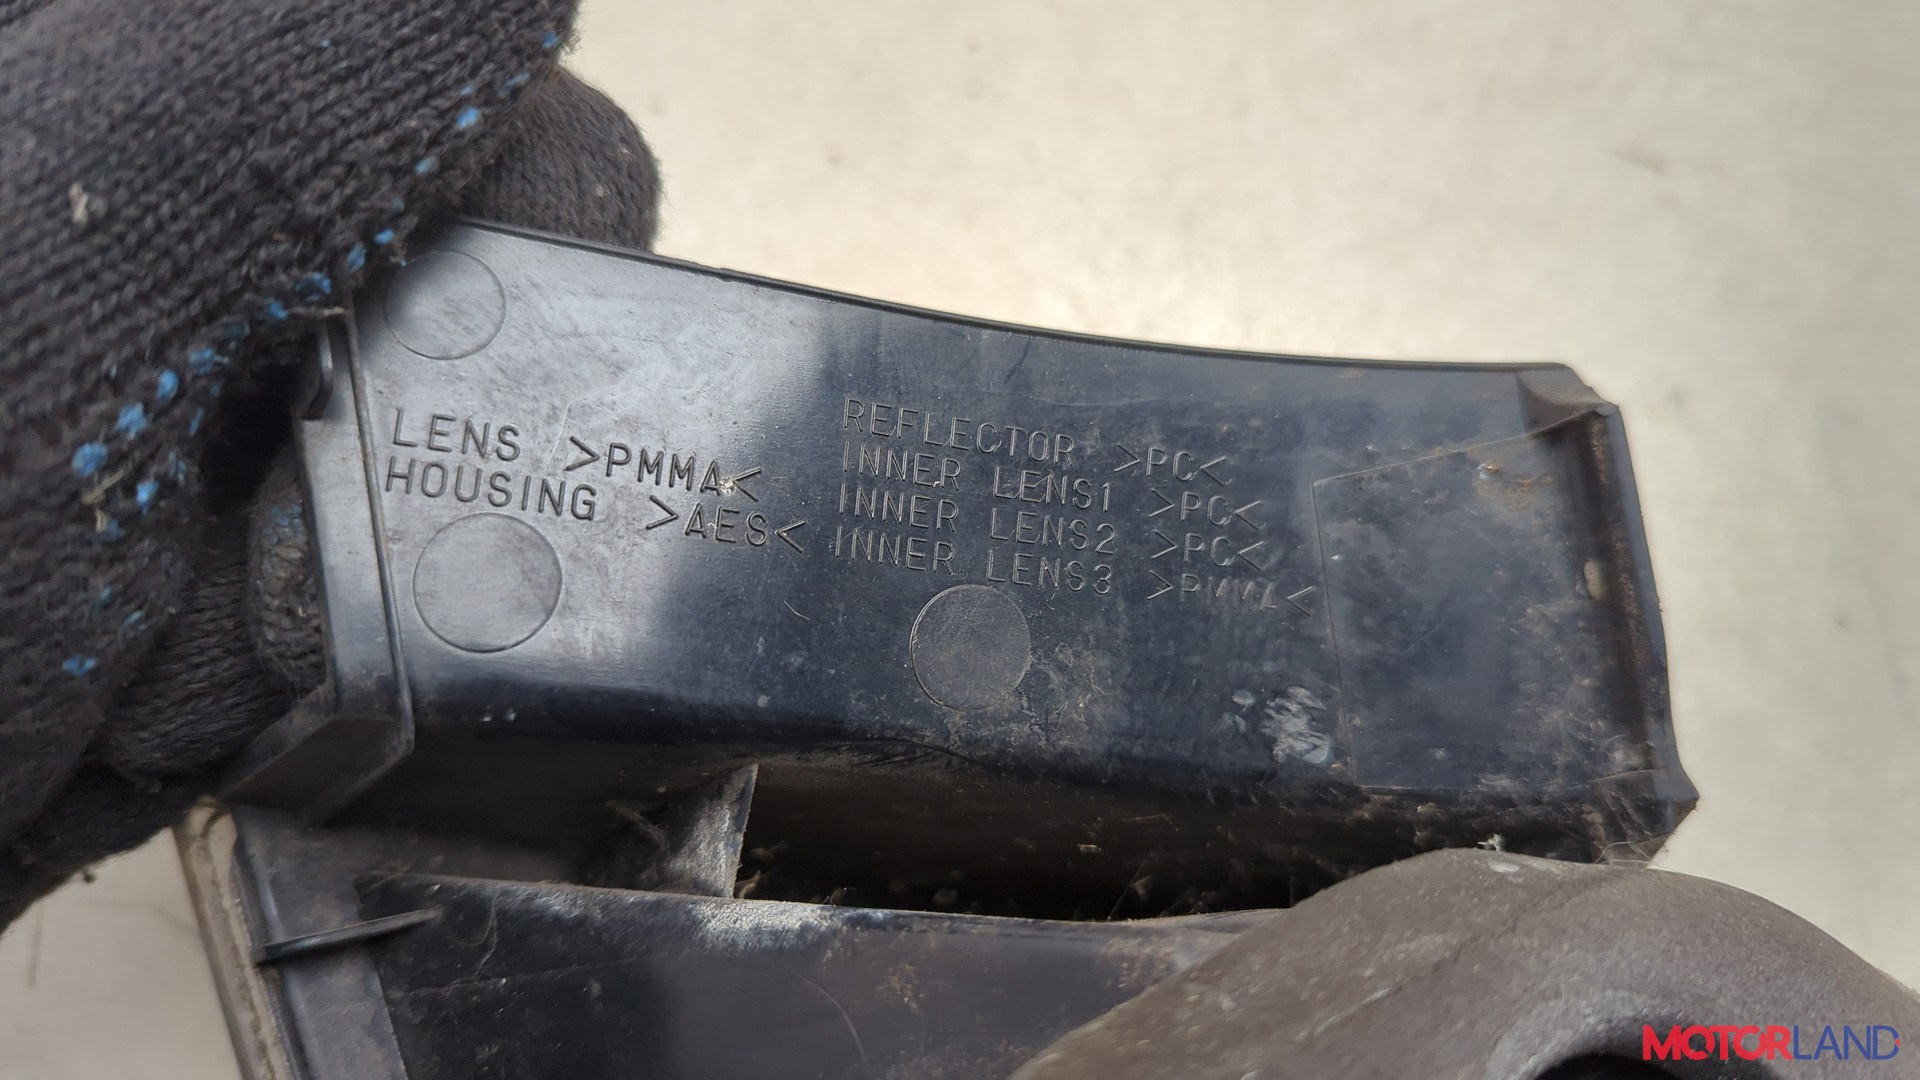 LENS >PMMA<
HOUSING >AES<
REFLECTOR >PC<
INNER LENS1 >PC<
INNER LENS2 >PC<
INNER LENS3 >PMMA<
MOTORLAND